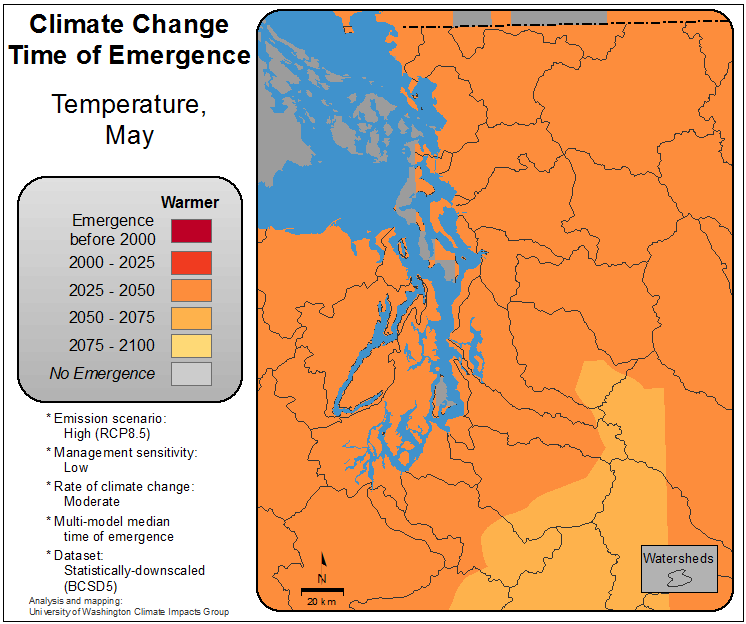 Climate Change
Time of Emergence
Temperature,
May
Warmer
Emergence
before 2000
2000 - 2025
2025 - 2050
2050 - 2075
2075 - 2100
No Emergence
* Emission scenario:
High (RCP8.5)
* Management sensitivity:
Low
* Rate of climate change:
Moderate
* Multi-model median
time of emergence
* Dataset:
Statistically-downscaled
(BCSD5)
Analysis and mapping:
University of Washington Climate Impacts Group
N
20 km
Watersheds